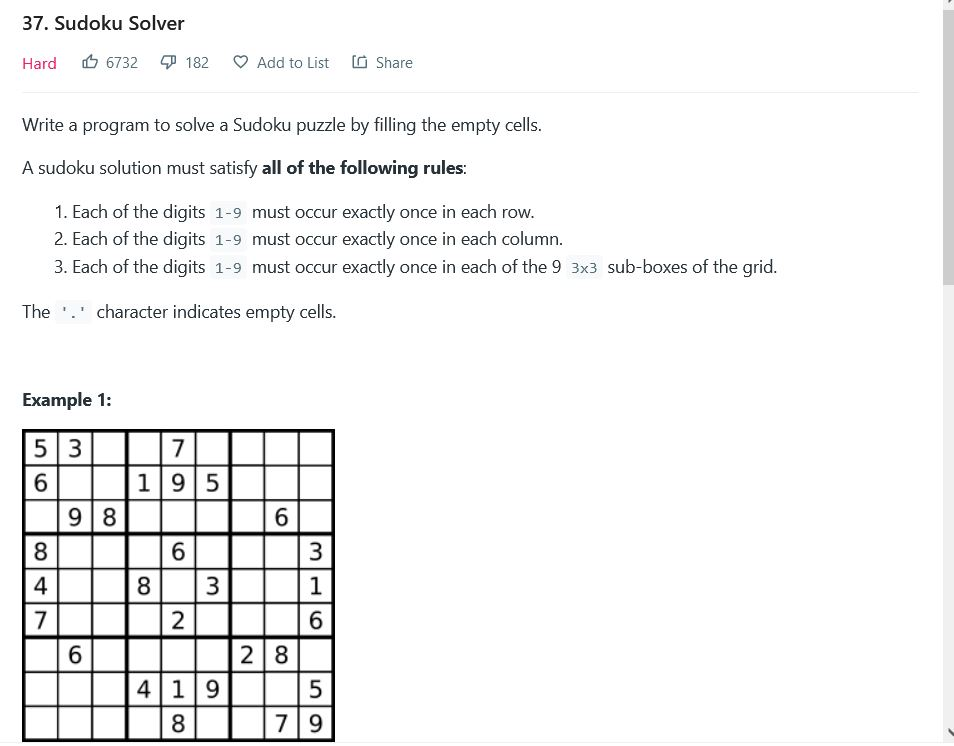 37. Sudoku Solver
Hard 6732 182 Add to List Share
Write a program to solve a Sudoku puzzle by filling the empty cells.
A sudoku solution must satisfy all of the following rules:
1. Each of the digits 1-9 must occur exactly once in each row.
2. Each of the digits 1-9 must occur exactly once in each column.
3. Each of the digits 1-9 must occur exactly once in each of the 9 3x3 sub-boxes of the grid.
The '.' character indicates empty cells.
Example 1:
5 3 7
6 1 9 5
9 8 6
8 6 3
4 8 3 1
7 2 6
6 2 8
4 1 9 5
8 7 9